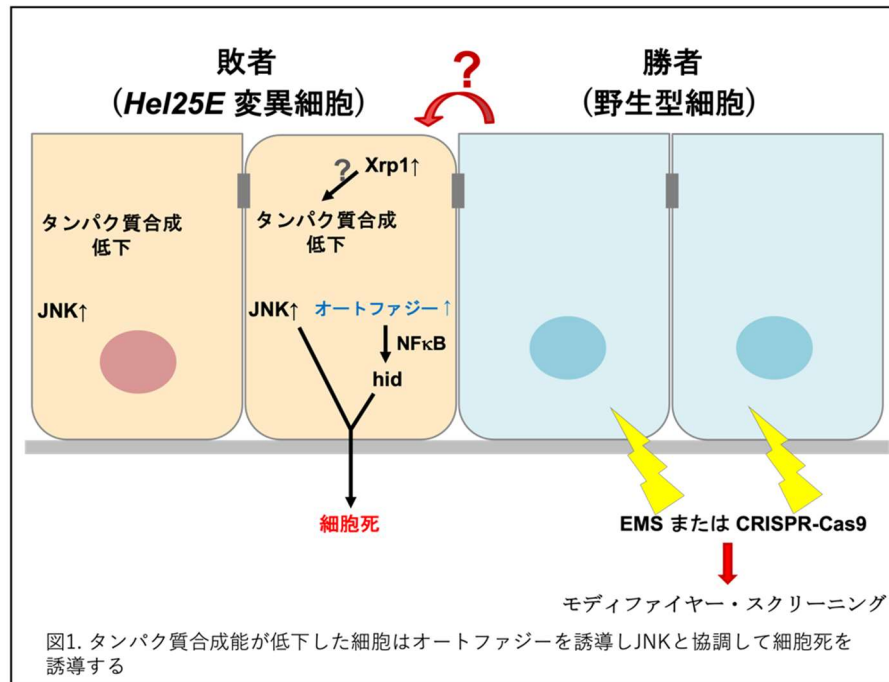 敗者
（Hel25E 変異細胞）
?
勝者
（野生型細胞）
タンパク質合成
低下
JNK↑
?
Xrp1↑
タンパク質合成
低下
JNK↑
オートファジー↑
NFκB
hid
細胞死
EMS または CRISPR-Cas9
モディファイヤー・スクリーニング
図1. タンパク質合成能が低下した細胞はオートファジーを誘導しJNKと協調して細胞死を
誘導する